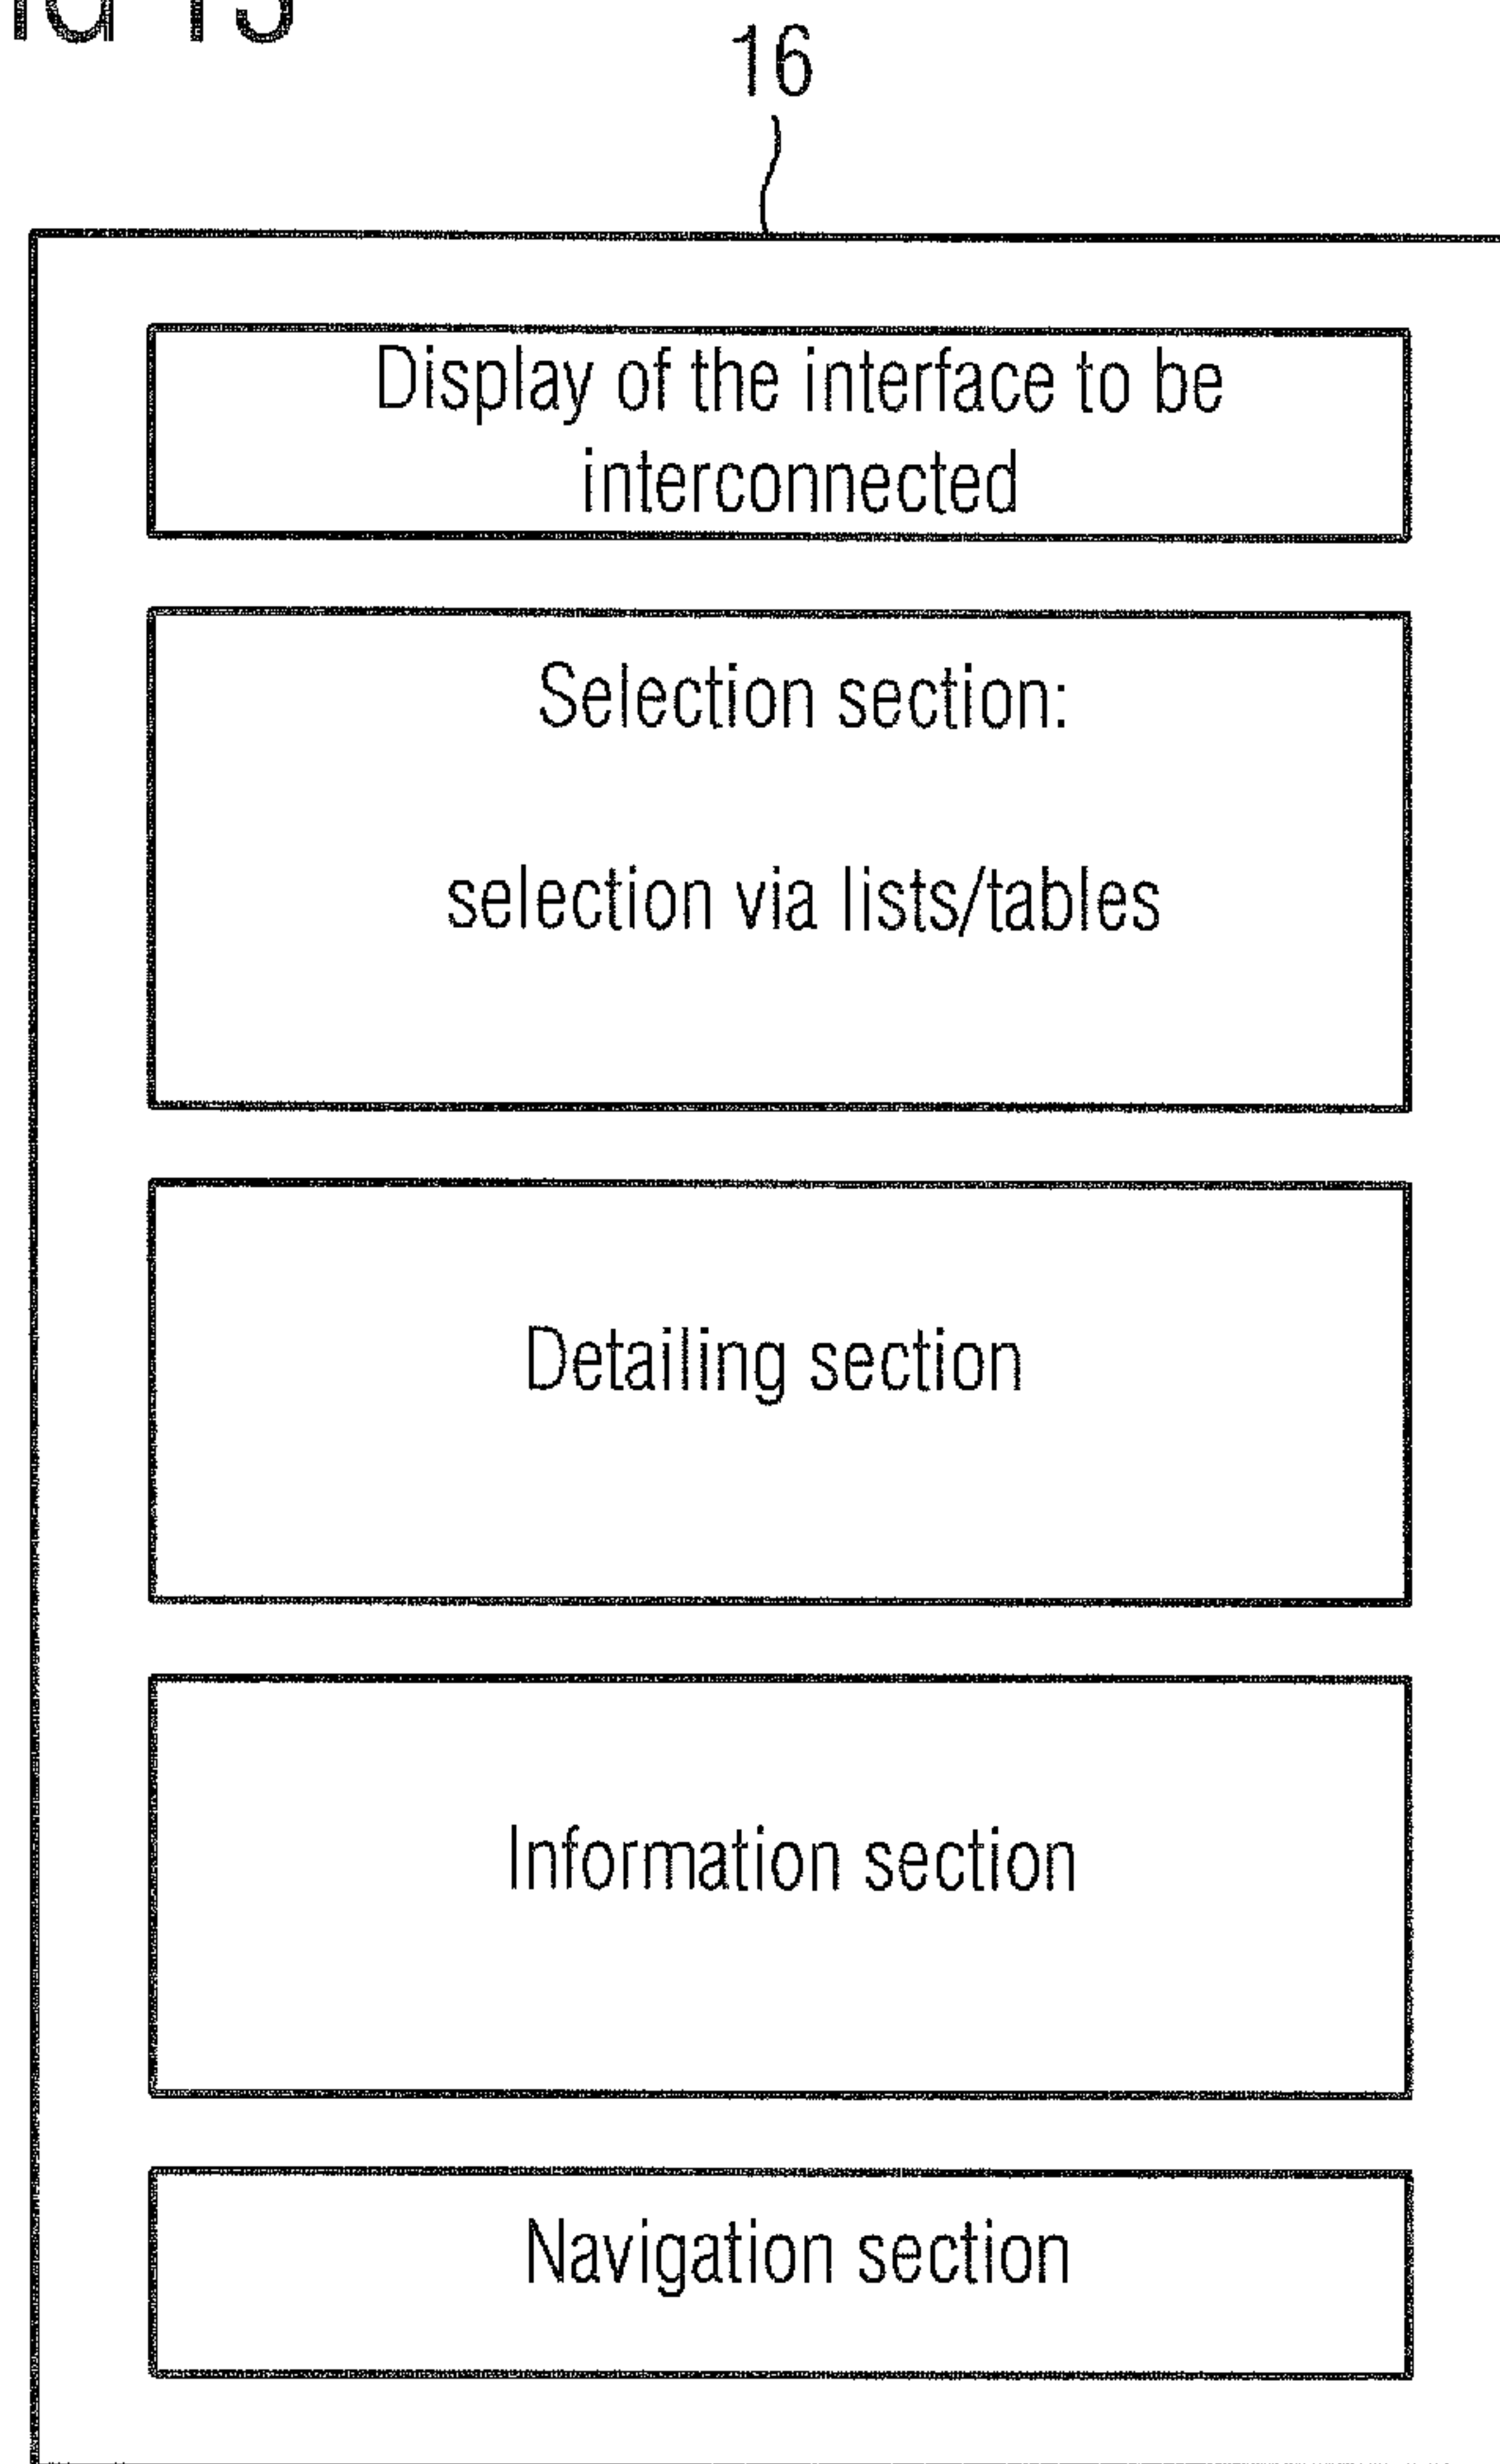 16
Display of the interface to be
interconnected
Selection section:
selection via lists/tables
Detailing section
Information section
Navigation section